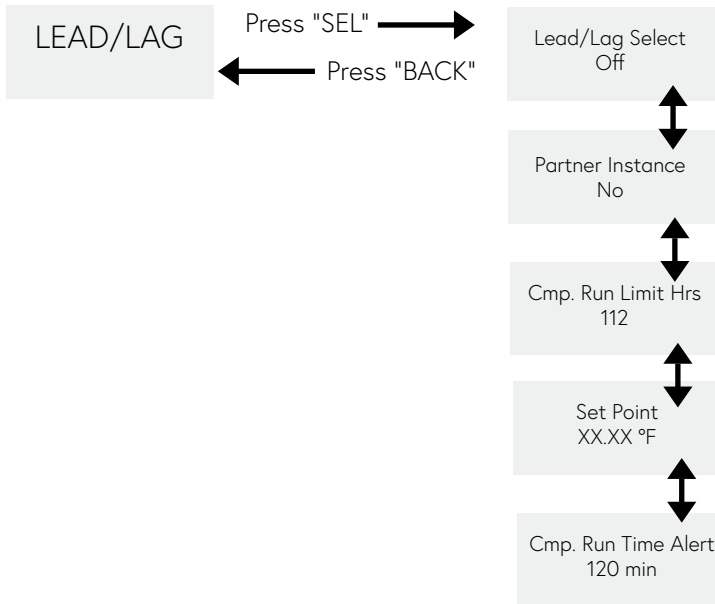 LEAD/LAG
Press "SEL"
Press "BACK"
Lead/Lag Select
Off
Partner Instance
No
Cmp. Run Limit Hrs
112
Set Point
XX.XX ºF
Cmp. Run Time Alert
120 min